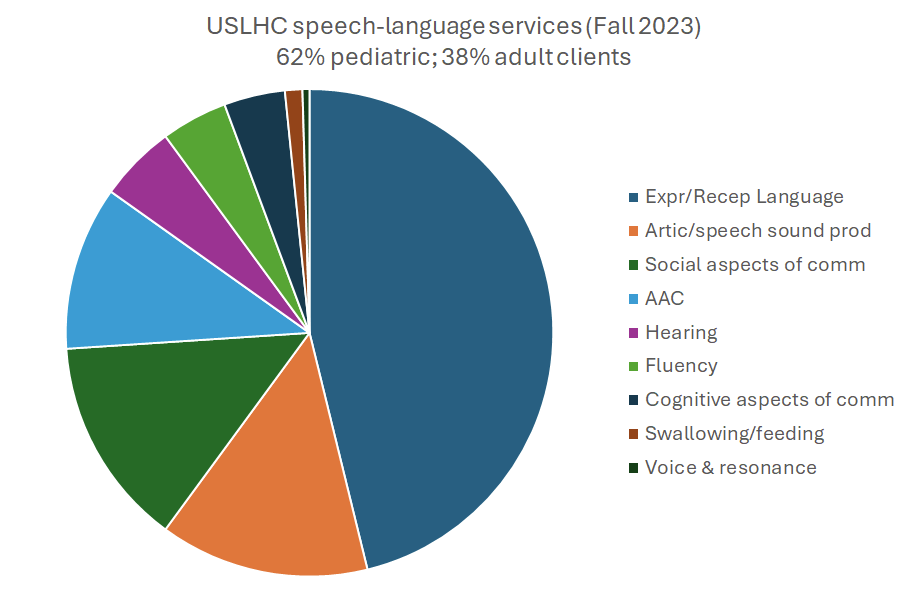 USLHC speech-language services (Fall 2023)
62% pediatric; 38% adult clients
Expr/Recep Language
Artic/speech sound prod
Social aspects of comm
AAC
Hearing
Fluency
Cognitive aspects of comm
Swallowing/feeding
Voice & resonance